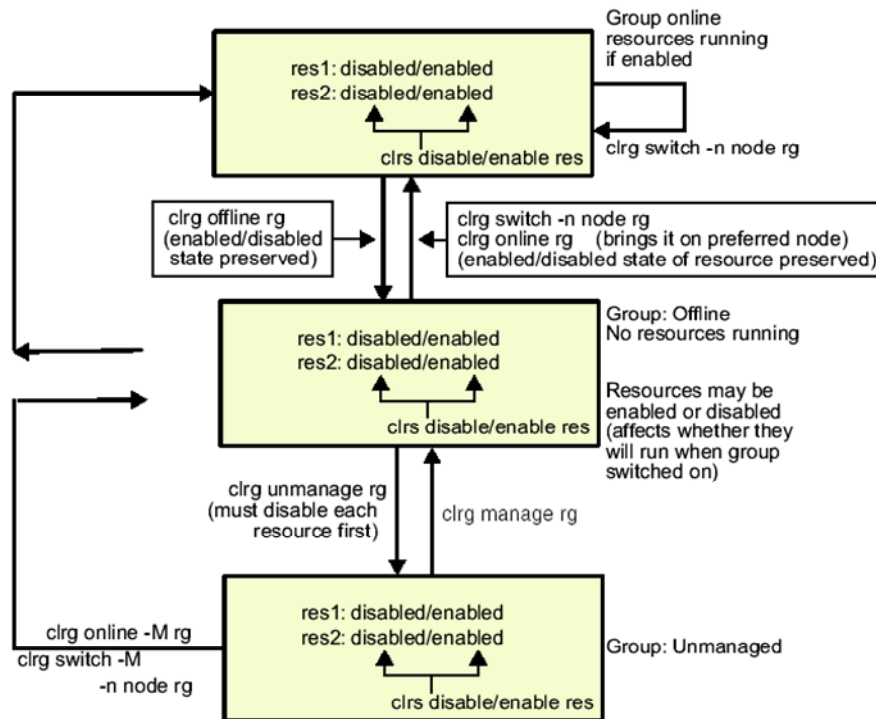 Group online
resources running
if enabled
res1: disabled/enabled
res2: disabled/enabled
clrs disable/enable res
clrg switch -n node rg
clrg offline rg
(enabled/disabled
state preserved)
clrg switch -n node rg
clrg online rg (brings it on preferred node)
(enabled/disabled state of resource preserved)
Group: Offline
No resources running
res1: disabled/enabled
res2: disabled/enabled
clrs disable/enable res
Resources may be
enabled or disabled
(affects whether they
will run when group
switched on)
clrg unmanage rg
(must disable each
resource first)
clrg manage rg
res1: disabled/enabled
res2: disabled/enabled
clrs disable/enable res
Group: Unmanaged
clrg online -M rg
clrg switch -M
-n node rg